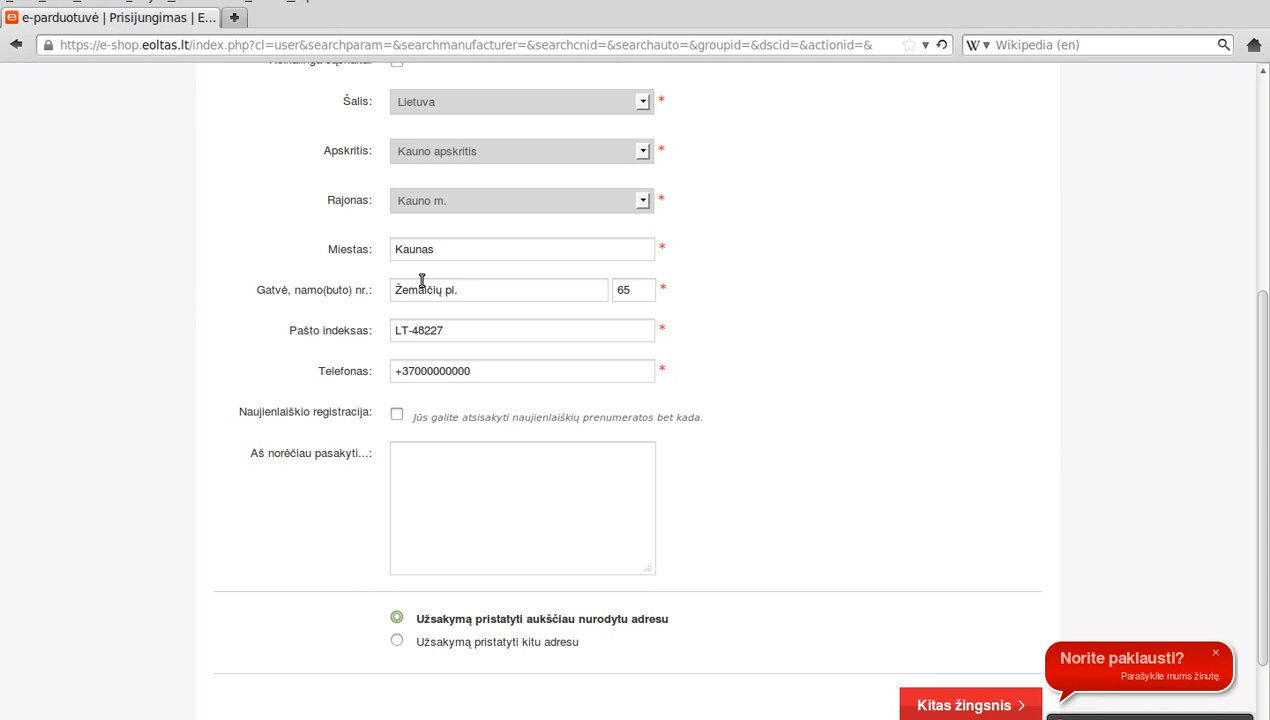 e-parduotuvė | Prisijungimas | E...
https://e-shop.eoltas.lt/index.php?cl=user&searchparam=&searchmanufacturer=&searchcnid=&searchauto=&groupid=&dscid=&actionid=&
W Wikipedia (en)
Šalis: Lietuva *
Apskritis: Kauno apskritis *
Rajonas: Kauno m. *
Miestas: Kaunas *
Gatvė, namo(buto) nr.: Žemaičių pl. 65 *
Pašto indeksas: LT-48227 *
Telefonas: +37000000000 *
Naujienlaiškio registracija: Jūs galite atsisakyti naujienlaiškių prenumeratos bet kada.
Aš norėčiau pasakyti...:
Užsakymą pristatyti aukščiau nurodytu adresu
Užsakymą pristatyti kitu adresu
Norite paklausti? ×
Parašykite mums žinutę.
Kitas žingsnis